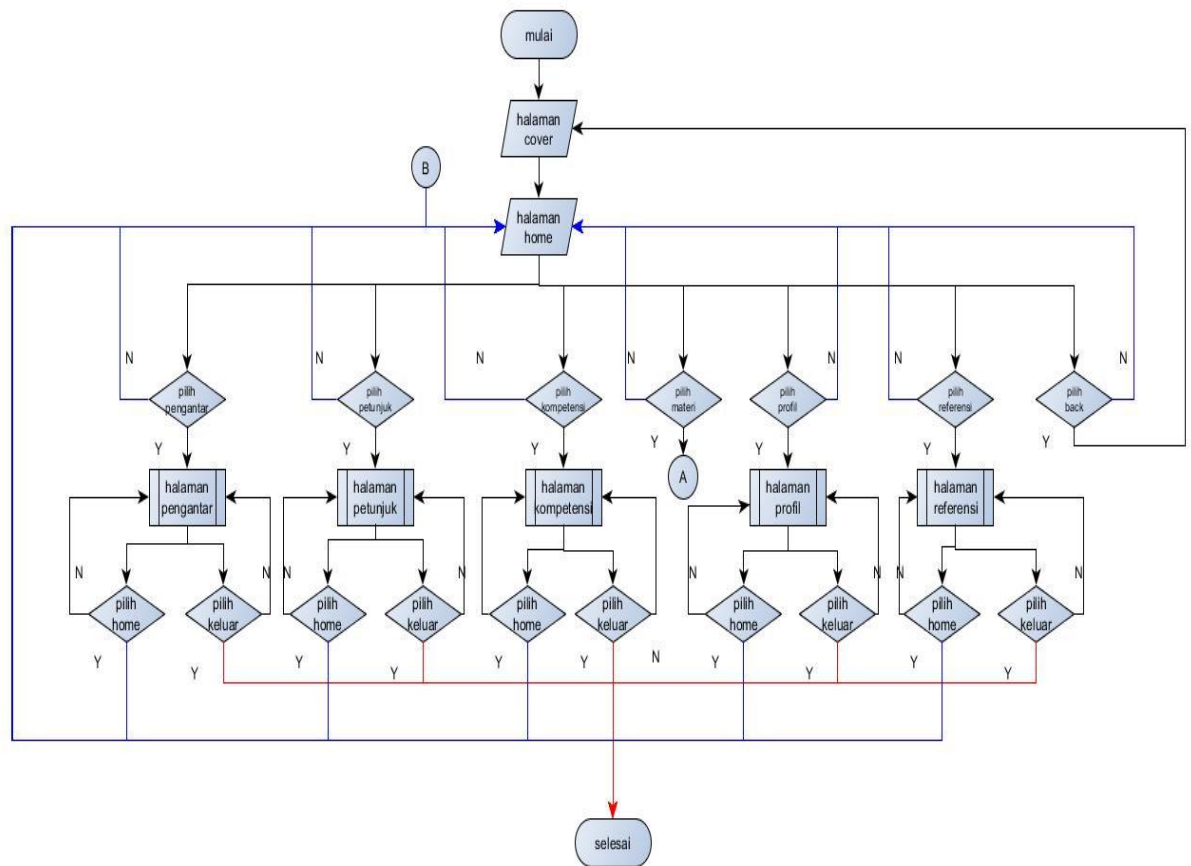 mulai
halaman
cover
B
halaman
home
N
N
N
N
N
N
N
pilih
pengantar
pilih
petunjuk
pilih
kompetensi
pilih
materi
pilih
profil
pilih
referensi
pilih
back
Y
Y
Y
Y
Y
Y
Y
halaman
pengantar
halaman
petunjuk
halaman
kompetensi
A
halaman
profil
halaman
referensi
N
N
N
N
N
N
N
N
N
N
pilih
home
pilih
keluar
pilih
home
pilih
keluar
pilih
home
pilih
keluar
pilih
home
pilih
keluar
pilih
home
pilih
keluar
Y
Y
Y
Y
Y
Y
N
Y
Y
Y
Y
selesai